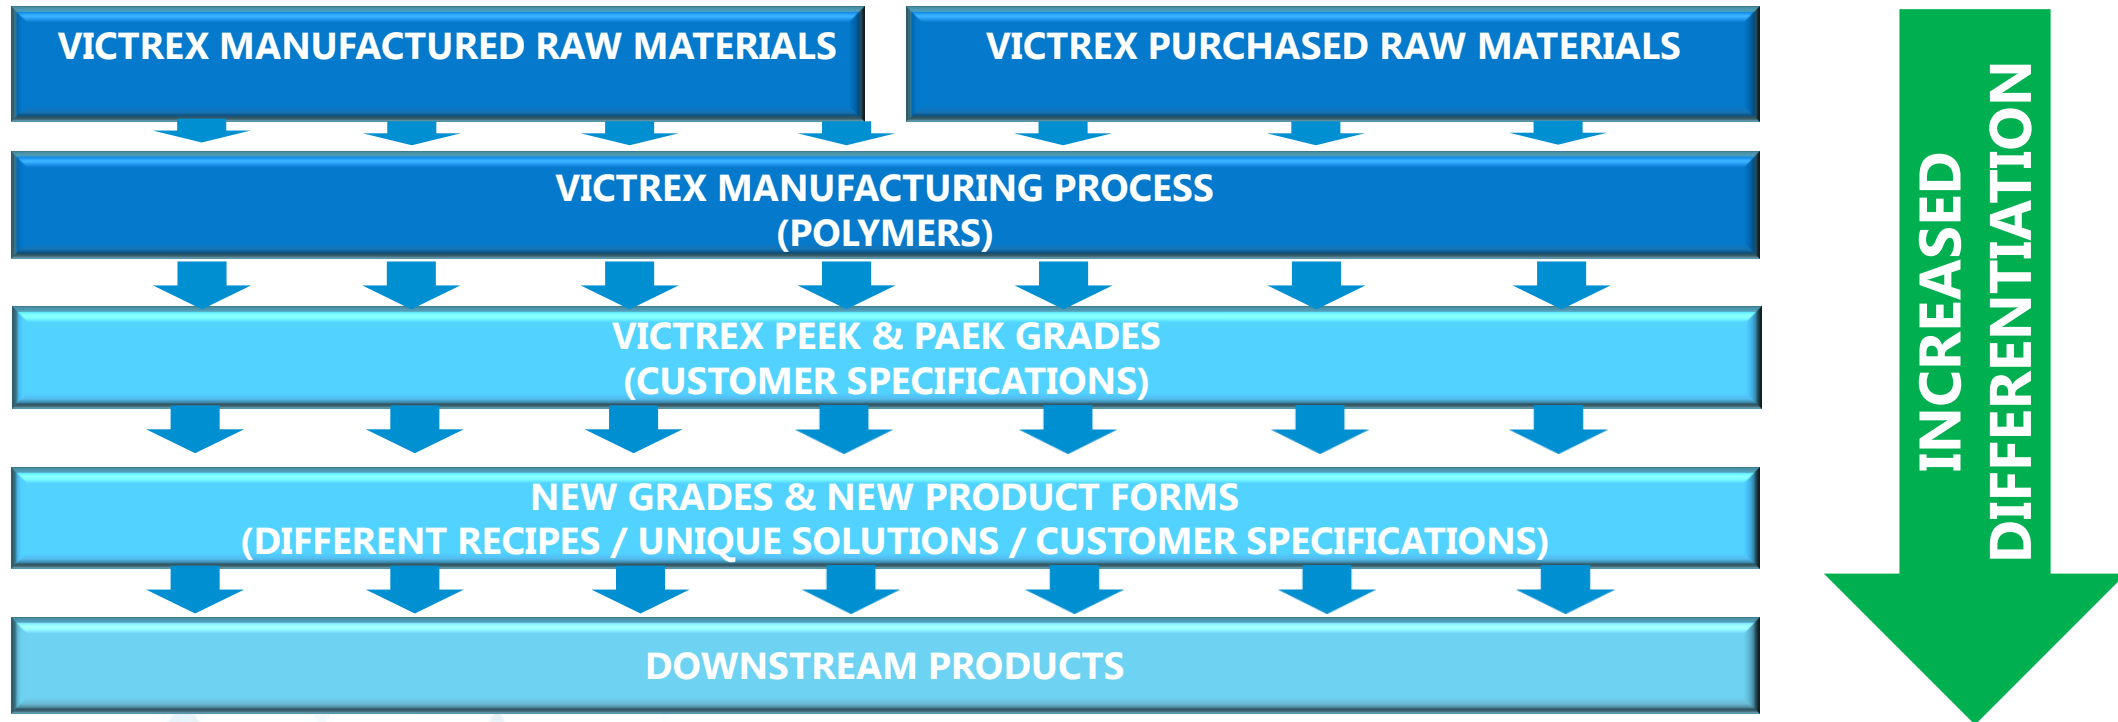 VICTREX MANUFACTURED RAW MATERIALS
VICTREX PURCHASED RAW MATERIALS
VICTREX MANUFACTURING PROCESS
(POLYMERS)
VICTREX PEEK & PAEK GRADES
(CUSTOMER SPECIFICATIONS)
NEW GRADES & NEW PRODUCT FORMS
(DIFFERENT RECIPES / UNIQUE SOLUTIONS / CUSTOMER SPECIFICATIONS)
DOWNSTREAM PRODUCTS
INCREASED
DIFFERENTIATION